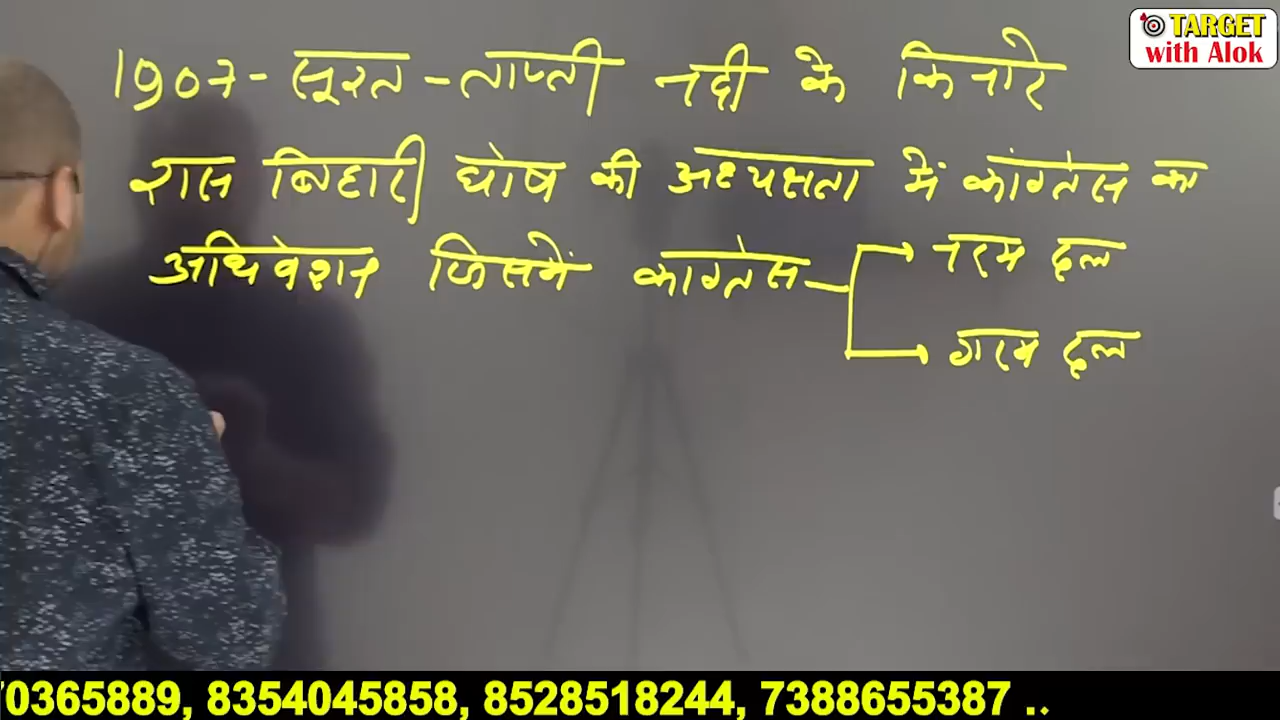 TARGET
with Alok
1907 - सूरत - ताप्ती नदी के किनारे
रास बिहारी घोष की अध्यक्षता में कांग्रेस का
अधिवेशन जिसमें कांग्रेस → नरम दल
→ गरम दल
70365889, 8354045858, 8528518244, 7388655387 ..